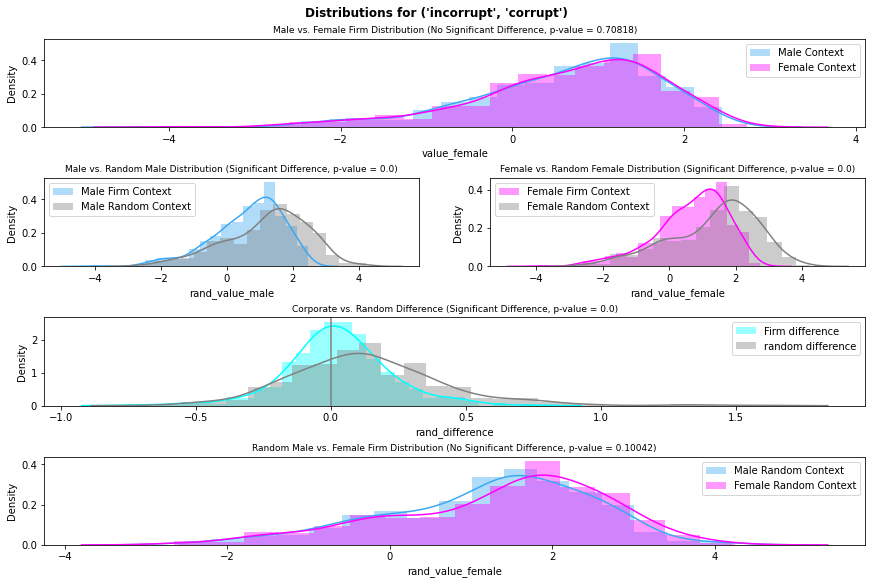 Distributions for ('incorrupt', 'corrupt')
Male vs. Female Firm Distribution (No Significant Difference, p-value = 0.70818)
Density
0.4
0.2
0.0
Male Context
Female Context
−4
−2
0
2
4
value_female
Male vs. Random Male Distribution (Significant Difference, p-value = 0.0)
Density
0.4
0.2
0.0
Male Firm Context
Male Random Context
−4
−2
0
2
4
rand_value_male
Female vs. Random Female Distribution (Significant Difference, p-value = 0.0)
Density
0.4
0.2
0.0
Female Firm Context
Female Random Context
−4
−2
0
2
4
rand_value_female
Corporate vs. Random Difference (Significant Difference, p-value = 0.0)
Density
2
1
0
Firm difference
random difference
−1.0
−0.5
0.0
0.5
1.0
1.5
rand_difference
Random Male vs. Female Firm Distribution (No Significant Difference, p-value = 0.10042)
Density
0.4
0.2
0.0
Male Random Context
Female Random Context
−4
−2
0
2
4
rand_value_female